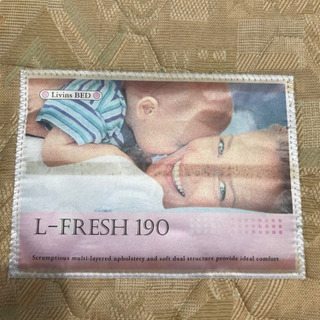 Livins BED
L-FRESH 190
Scrumptious multi-layered upholstery and soft dual structure provide ideal comfort.